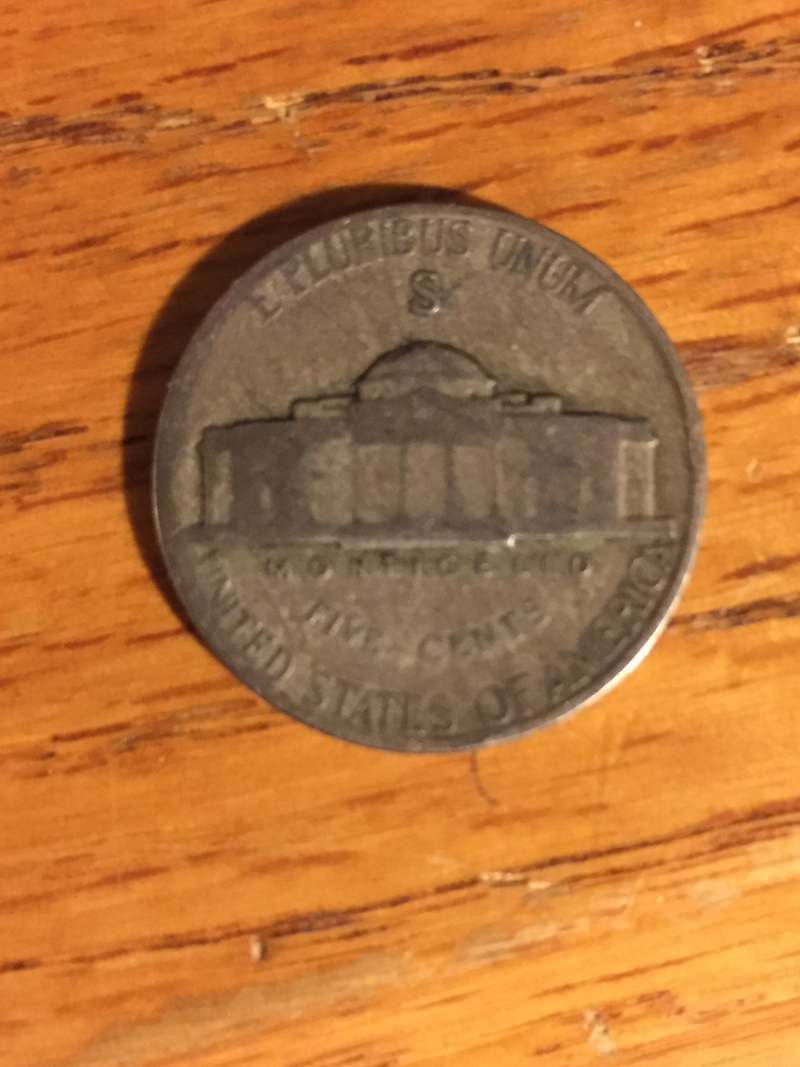 E PLURIBUS UNUM
S
MONTICELLO
FIVE CENTS
UNITED STATES OF AMERICA